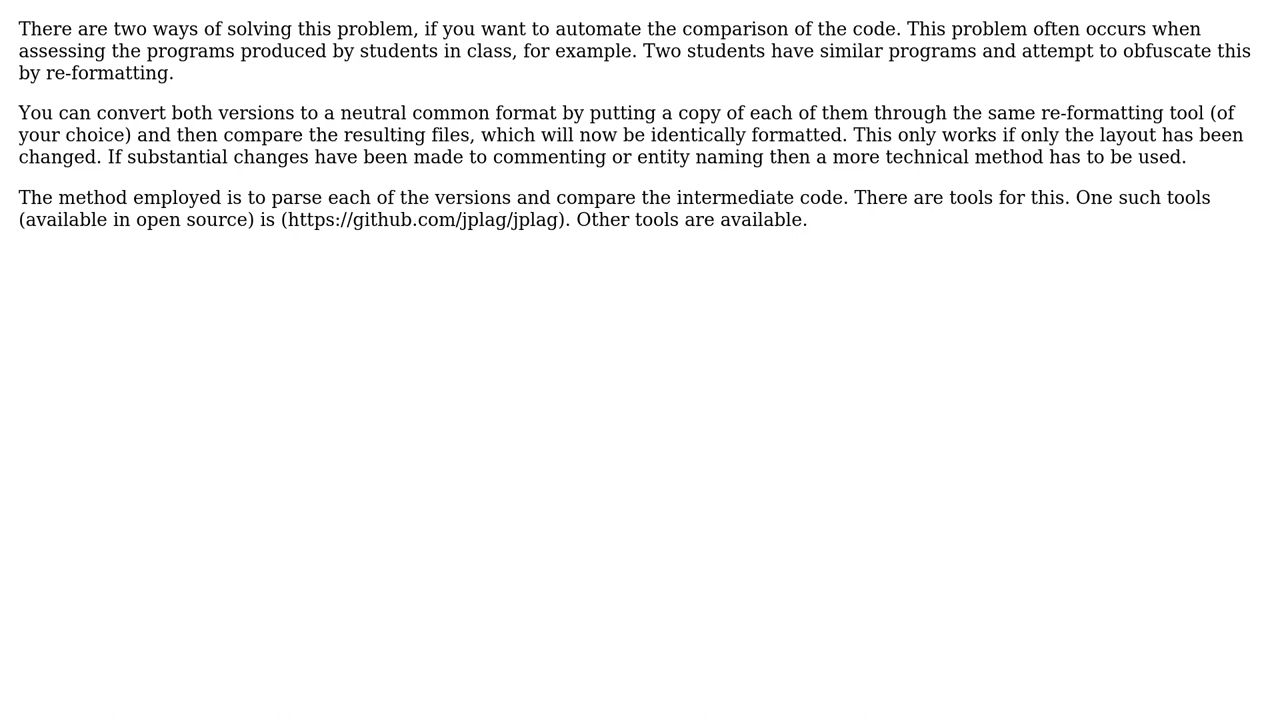 There are two ways of solving this problem, if you want to automate the comparison of the code. This problem often occurs when
assessing the programs produced by students in class, for example. Two students have similar programs and attempt to obfuscate this
by re-formatting.
You can convert both versions to a neutral common format by putting a copy of each of them through the same re-formatting tool (of
your choice) and then compare the resulting files, which will now be identically formatted. This only works if only the layout has been
changed. If substantial changes have been made to commenting or entity naming then a more technical method has to be used.
The method employed is to parse each of the versions and compare the intermediate code. There are tools for this. One such tools
(available in open source) is (https://github.com/jplag/jplag). Other tools are available.